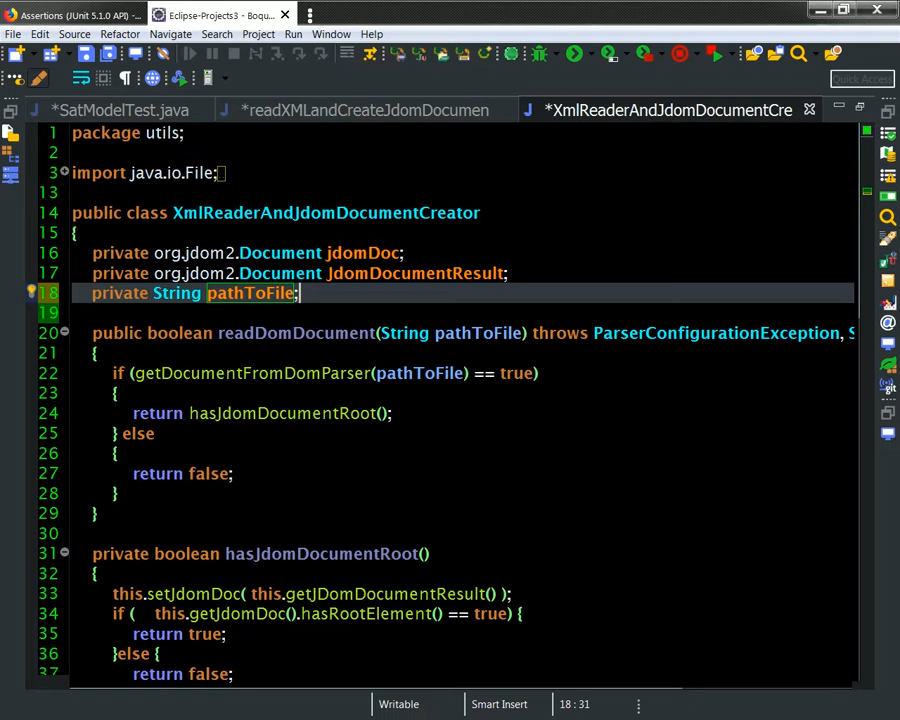 Assertions (JUnit 5.1.0 API) - ...
Eclipse-Projects3 - Boqu...
File Edit Source Refactor Navigate Search Project Run Window Help
Quick Access
*SatModelTest.java *readXMLandCreateJdomDocumen *XmlReaderAndJdomDocumentCre
1 package utils;
2
3 import java.io.File;
13
14 public class XmlReaderAndJdomDocumentCreator
15 {
16 private org.jdom2.Document jdomDoc;
17 private org.jdom2.Document JdomDocumentResult;
18 private String pathToFile;
19
20 public boolean readDomDocument(String pathToFile) throws ParserConfigurationException, S
21 {
22 if (getDocumentFromDomParser(pathToFile) == true)
23 {
24 return hasJdomDocumentRoot();
25 } else
26 {
27 return false;
28 }
29 }
30
31 private boolean hasJdomDocumentRoot()
32 {
33 this.setJdomDoc( this.getJDomDocumentResult() );
34 if ( this.getJdomDoc().hasRootElement() == true) {
35 return true;
36 }else {
37 return false;
Writable Smart Insert 18 : 31